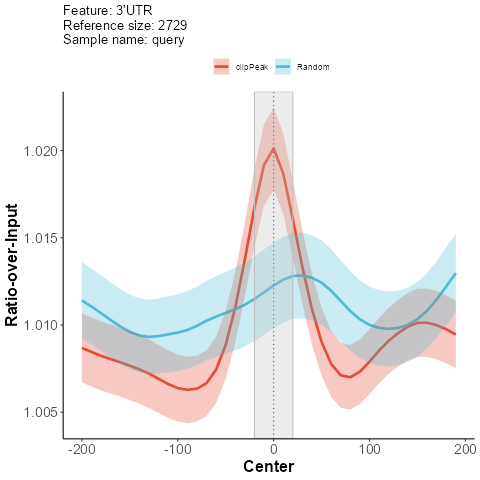 Feature: 3'UTR
Reference size: 2729
Sample name: query
clipPeak Random
1.020
1.015
1.010
1.005
Ratio-over-Input
-200 -100 0 100 200
Center